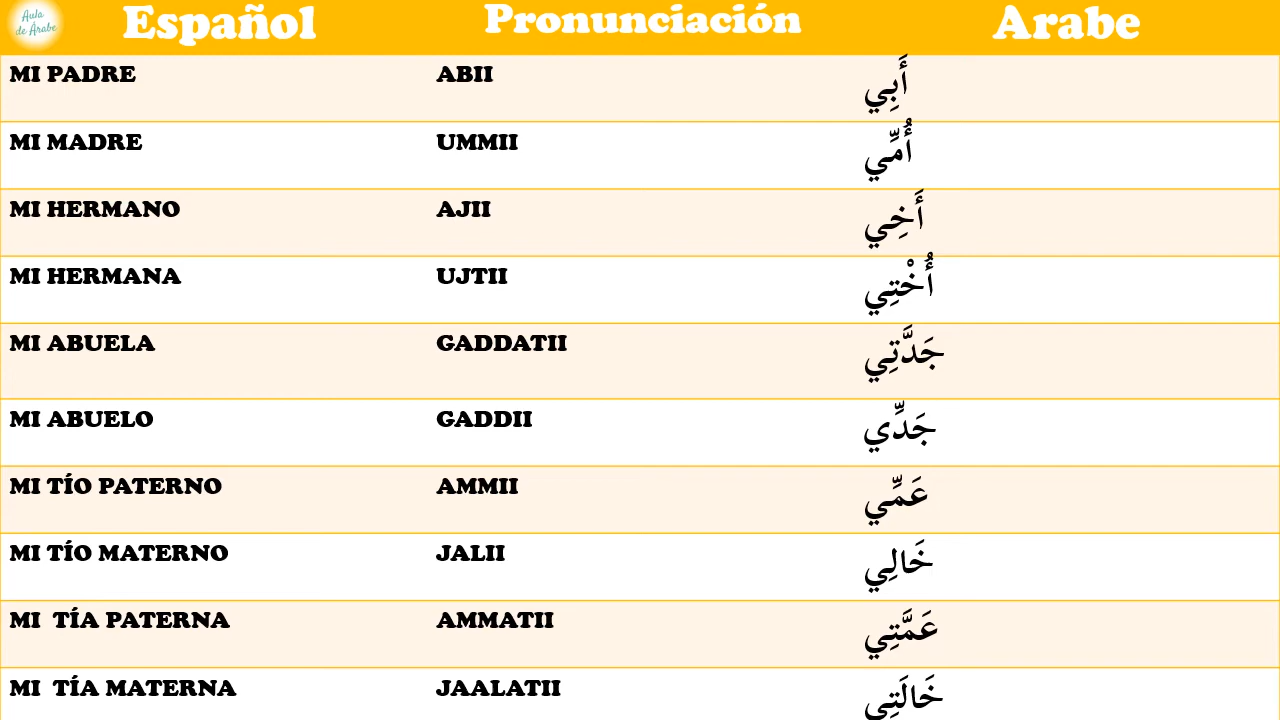 Aula
de Árabe
Español Pronunciación Arabe
MI PADRE ABII أَبِي
MI MADRE UMMII أُمِّي
MI HERMANO AJII أَخِي
MI HERMANA UJTII أُخْتِي
MI ABUELA GADDATII جَدَّتِي
MI ABUELO GADDII جَدِّي
MI TÍO PATERNO AMMII عَمِّي
MI TÍO MATERNO JALII خَالِي
MI TÍA PATERNA AMMATII عَمَّتِي
MI TÍA MATERNA JAALATII خَالَتِي